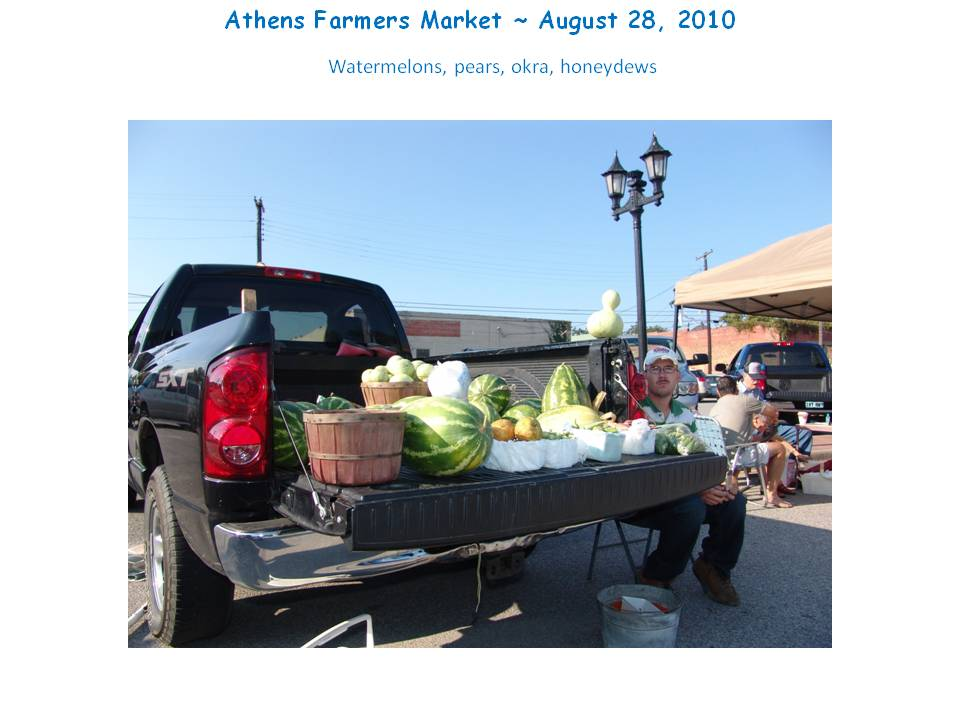 Athens Farmers Market ~ August 28, 2010
Watermelons, pears, okra, honeydews
SXT